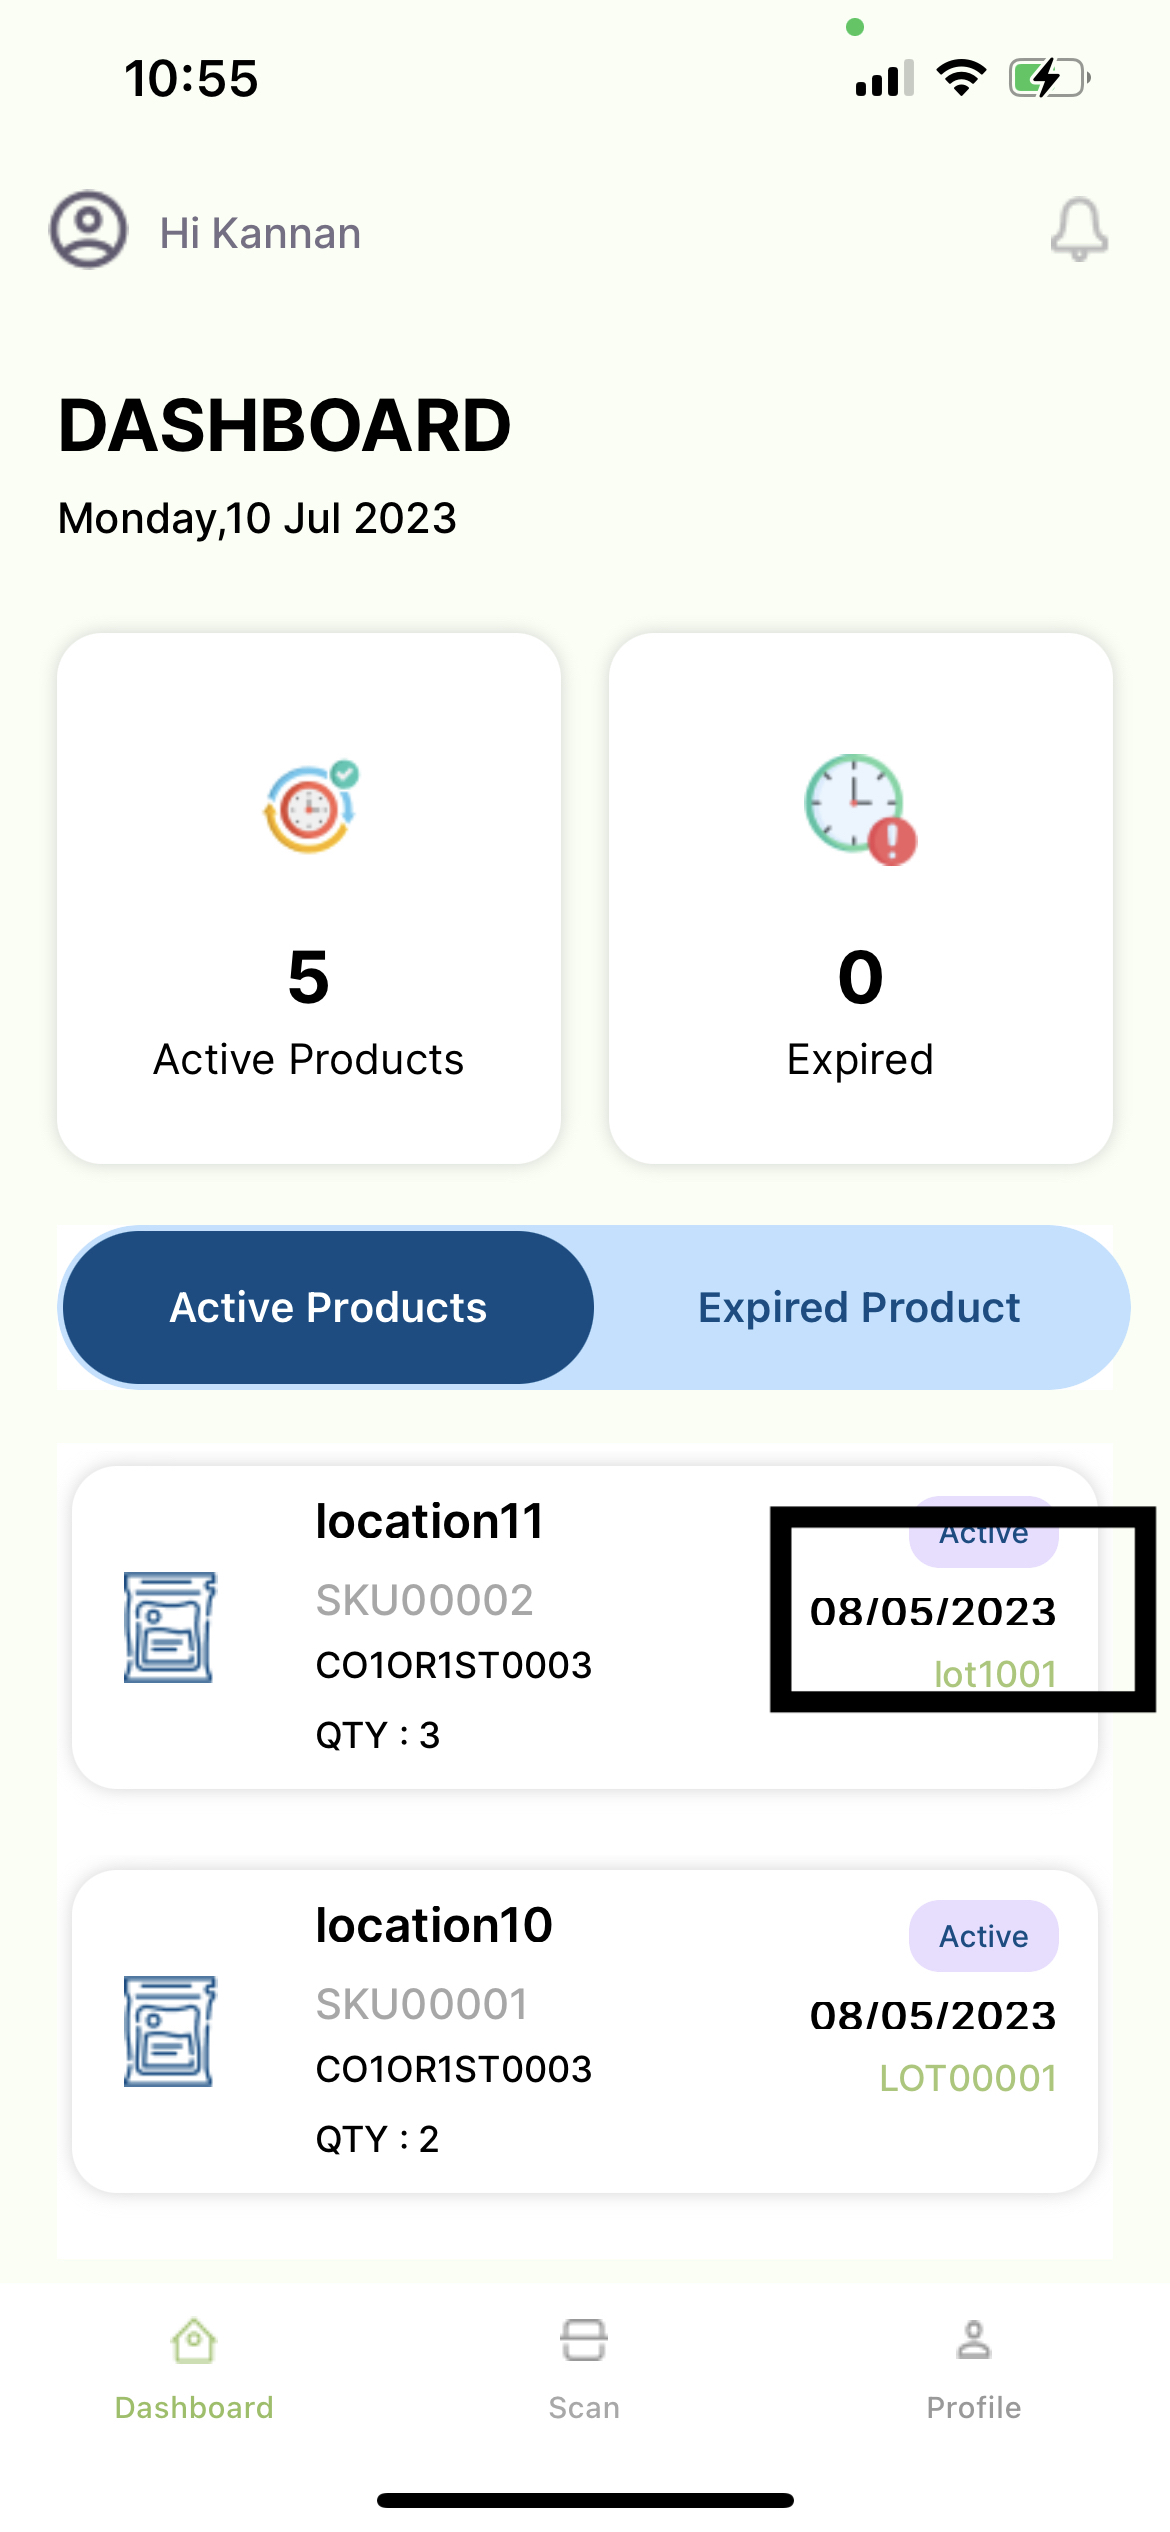 10:55
Hi Kannan
DASHBOARD
Monday,10 Jul 2023
5
Active Products
0
Expired
Active Products
Expired Product
location11
Active
SKU00002
08/05/2023
CO1OR1ST0003
lot1001
QTY : 3
location10
Active
SKU00001
08/05/2023
CO1OR1ST0003
LOT00001
QTY : 2
Dashboard
Scan
Profile